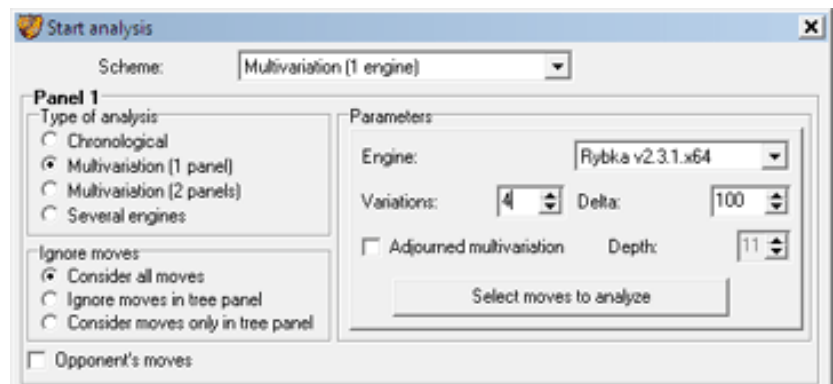 Start analysis
Scheme: Multivariation (1 engine)
Panel 1
Type of analysis
Chronological
Multivariation (1 panel)
Multivariation (2 panels)
Several engines
Ignore moves
Consider all moves
Ignore moves in tree panel
Consider moves only in tree panel
Opponent's moves
Parameters
Engine: Rybka v2.3.1.x64
Variations: 4 Delta: 100
Adjourned multivariation Depth: 11
Select moves to analyze